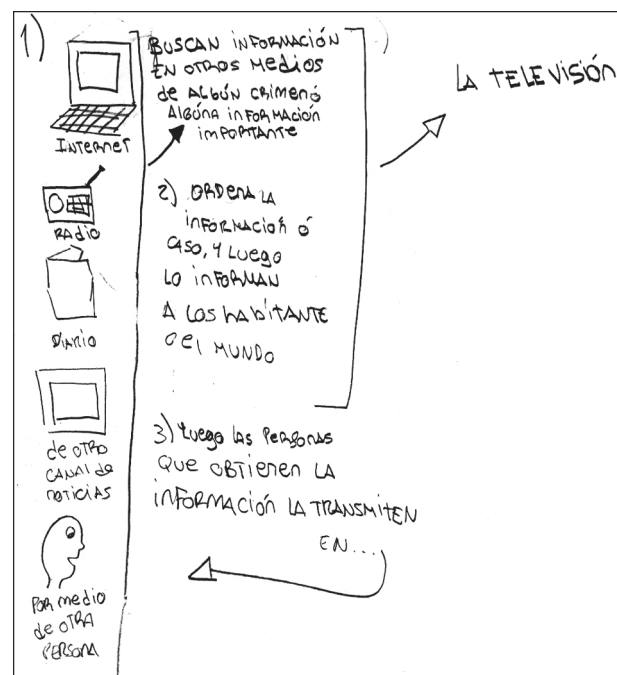 1)
INTERNET
RADIO
DIARIO
de OTRO
CANAL de
NOTICIAS
POR medio
de OTRA
PERSONA
BUSCAN INFORMACIÓN
EN OTROS Medios
de ALGÚN CRIMEN Ó
ALGÚNA INFORMACIÓN
IMPORTANTE
2) ORDENA LA
INFORMACIÓN Ó
CASO, Y LUEGO
LO INFORMAN
A LOS HABITANTE
DEL MUNDO
3) LUEGO LAS PERSONAS
QUE OBTIENEN LA
INFORMACIÓN LA TRANSMITEN
EN....
LA TELEVISIÓN